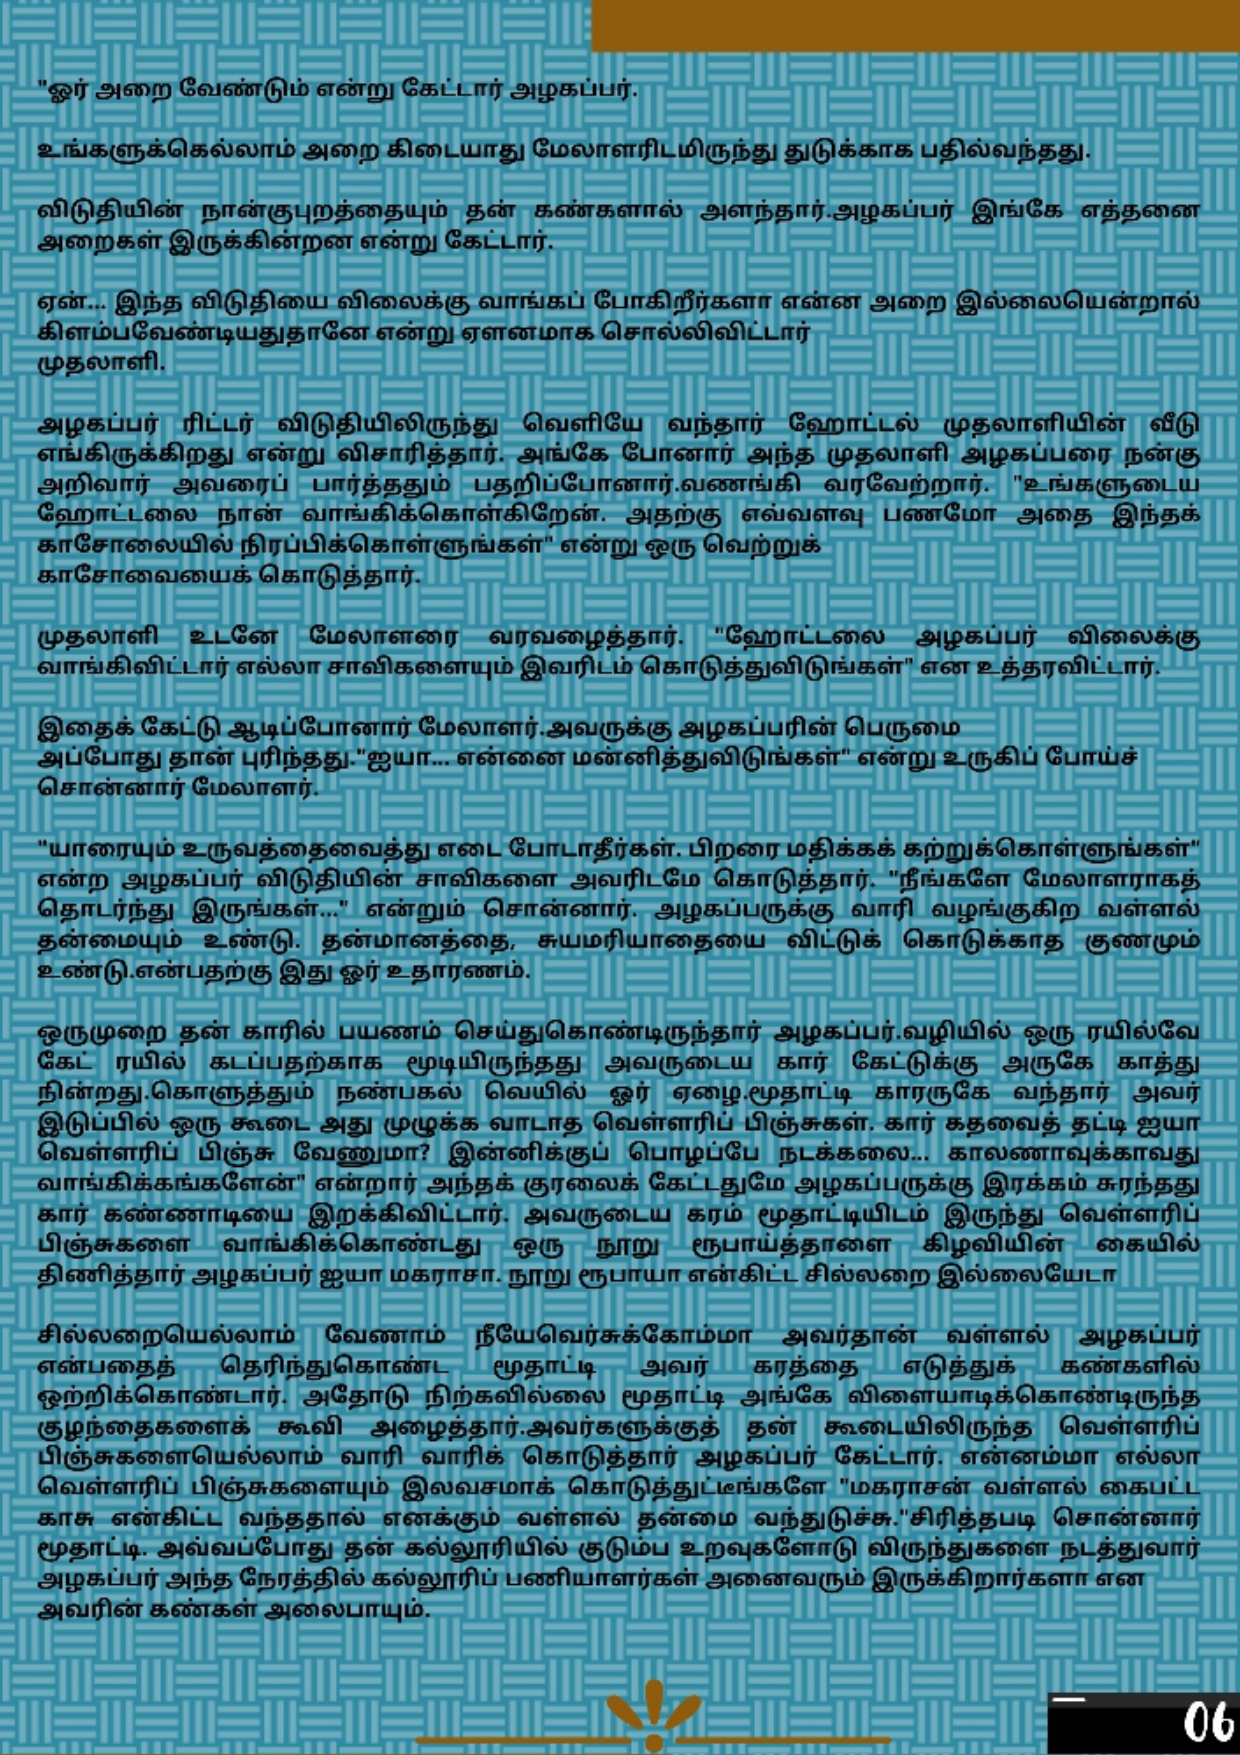 "ஓர் அறை வேண்டும் என்று கேட்டார் அழகப்பர்.
உங்களுக்கெல்லாம் அறை கிடையாது மேலாளரிடமிருந்து துடுக்காக பதில்வந்தது.
விடுதியின் நான்குபுறத்தையும் தன் கண்களால் அளந்தார்.அழகப்பர் இங்கே எத்தனை
அறைகள் இருக்கின்றன என்று கேட்டார்.
ஏன்... இந்த விடுதியை விலைக்கு வாங்கப் போகிறீர்களா என்ன அறை இல்லையென்றால்
கிளம்பவேண்டியதுதானே என்று ஏளனமாக சொல்லிவிட்டார்
முதலாளி.
அழகப்பர் ரிட்டர் விடுதியிலிருந்து வெளியே வந்தார் ஹோட்டல் முதலாளியின் வீடு
எங்கிருக்கிறது என்று விசாரித்தார். அங்கே போனார் அந்த முதலாளி அழகப்பரை நன்கு
அறிவார் அவரைப் பார்த்ததும் பதறிப்போனார்.வணங்கி வரவேற்றார். "உங்களுடைய
ஹோட்டலை நான் வாங்கிக்கொள்கிறேன். அதற்கு எவ்வளவு பணமோ அதை இந்தக்
காசோலையில் நிரப்பிக்கொள்ளுங்கள்" என்று ஒரு வெற்றுக்
காசோவையைக் கொடுத்தார்.
முதலாளி உடனே மேலாளரை வரவழைத்தார். "ஹோட்டலை அழகப்பர் விலைக்கு
வாங்கிவிட்டார் எல்லா சாவிகளையும் இவரிடம் கொடுத்துவிடுங்கள்" என உத்தரவிட்டார்.
இதைக் கேட்டு ஆடிப்போனார் மேலாளர்.அவருக்கு அழகப்பரின் பெருமை
அப்போது தான் புரிந்தது."ஐயா... என்னை மன்னித்துவிடுங்கள்" என்று உருகிப் போய்ச்
சொன்னார் மேலாளர்.
"யாரையும் உருவத்தைவைத்து எடை போடாதீர்கள். பிறரை மதிக்கக் கற்றுக்கொள்ளுங்கள்"
என்ற அழகப்பர் விடுதியின் சாவிகளை அவரிடமே கொடுத்தார். "நீங்களே மேலாளராகத்
தொடர்ந்து இருங்கள்..." என்றும் சொன்னார். அழகப்பருக்கு வாரி வழங்குகிற வள்ளல்
தன்மையும் உண்டு. தன்மானத்தை, சுயமரியாதையை விட்டுக் கொடுக்காத குணமும்
உண்டு.என்பதற்கு இது ஓர் உதாரணம்.
ஒருமுறை தன் காரில் பயணம் செய்துகொண்டிருந்தார் அழகப்பர்.வழியில் ஒரு ரயில்வே
கேட் ரயில் கடப்பதற்காக மூடியிருந்தது அவருடைய கார் கேட்டுக்கு அருகே காத்து
நின்றது.கொளுத்தும் நண்பகல் வெயில் ஓர் ஏழை.மூதாட்டி காரருகே வந்தார் அவர்
இடுப்பில் ஒரு கூடை அது முழுக்க வாடாத வெள்ளரிப் பிஞ்சுகள். கார் கதவைத் தட்டி ஐயா
வெள்ளரிப் பிஞ்சு வேணுமா? இன்னிக்குப் பொழப்பே நடக்கலை... காலணாவுக்காவது
வாங்கிக்கங்களேன்" என்றார் அந்தக் குரலைக் கேட்டதுமே அழகப்பருக்கு இரக்கம் சுரந்தது
கார் கண்ணாடியை இறக்கிவிட்டார். அவருடைய கரம் மூதாட்டியிடம் இருந்து வெள்ளரிப்
பிஞ்சுகளை வாங்கிக்கொண்டது ஒரு நூறு ரூபாய்த்தாளை கிழவியின் கையில்
திணித்தார் அழகப்பர் ஐயா மகராசா. நூறு ரூபாயா என்கிட்ட சில்லறை இல்லையேடா
சில்லறையெல்லாம் வேணாம் நீயேவெர்சுக்கோம்மா அவர்தான் வள்ளல் அழகப்பர்
என்பதைத் தெரிந்துகொண்ட மூதாட்டி அவர் கரத்தை எடுத்துக் கண்களில்
ஒற்றிக்கொண்டார். அதோடு நிற்கவில்லை மூதாட்டி அங்கே விளையாடிக்கொண்டிருந்த
குழந்தைகளைக் கூவி அழைத்தார்.அவர்களுக்குத் தன் கூடையிலிருந்த வெள்ளரிப்
பிஞ்சுகளையெல்லாம் வாரி வாரிக் கொடுத்தார் அழகப்பர் கேட்டார். என்னம்மா எல்லா
வெள்ளரிப் பிஞ்சுகளையும் இலவசமாக் கொடுத்துட்டீங்களே "மகராசன் வள்ளல் கைபட்ட
காசு என்கிட்ட வந்ததால் எனக்கும் வள்ளல் தன்மை வந்துடுச்சு."சிரித்தபடி சொன்னார்
மூதாட்டி. அவ்வப்போது தன் கல்லூரியில் குடும்ப உறவுகளோடு விருந்துகளை நடத்துவார்
அழகப்பர் அந்த நேரத்தில் கல்லூரிப் பணியாளர்கள் அனைவரும் இருக்கிறார்களா என
அவரின் கண்கள் அலைபாயும்.
06